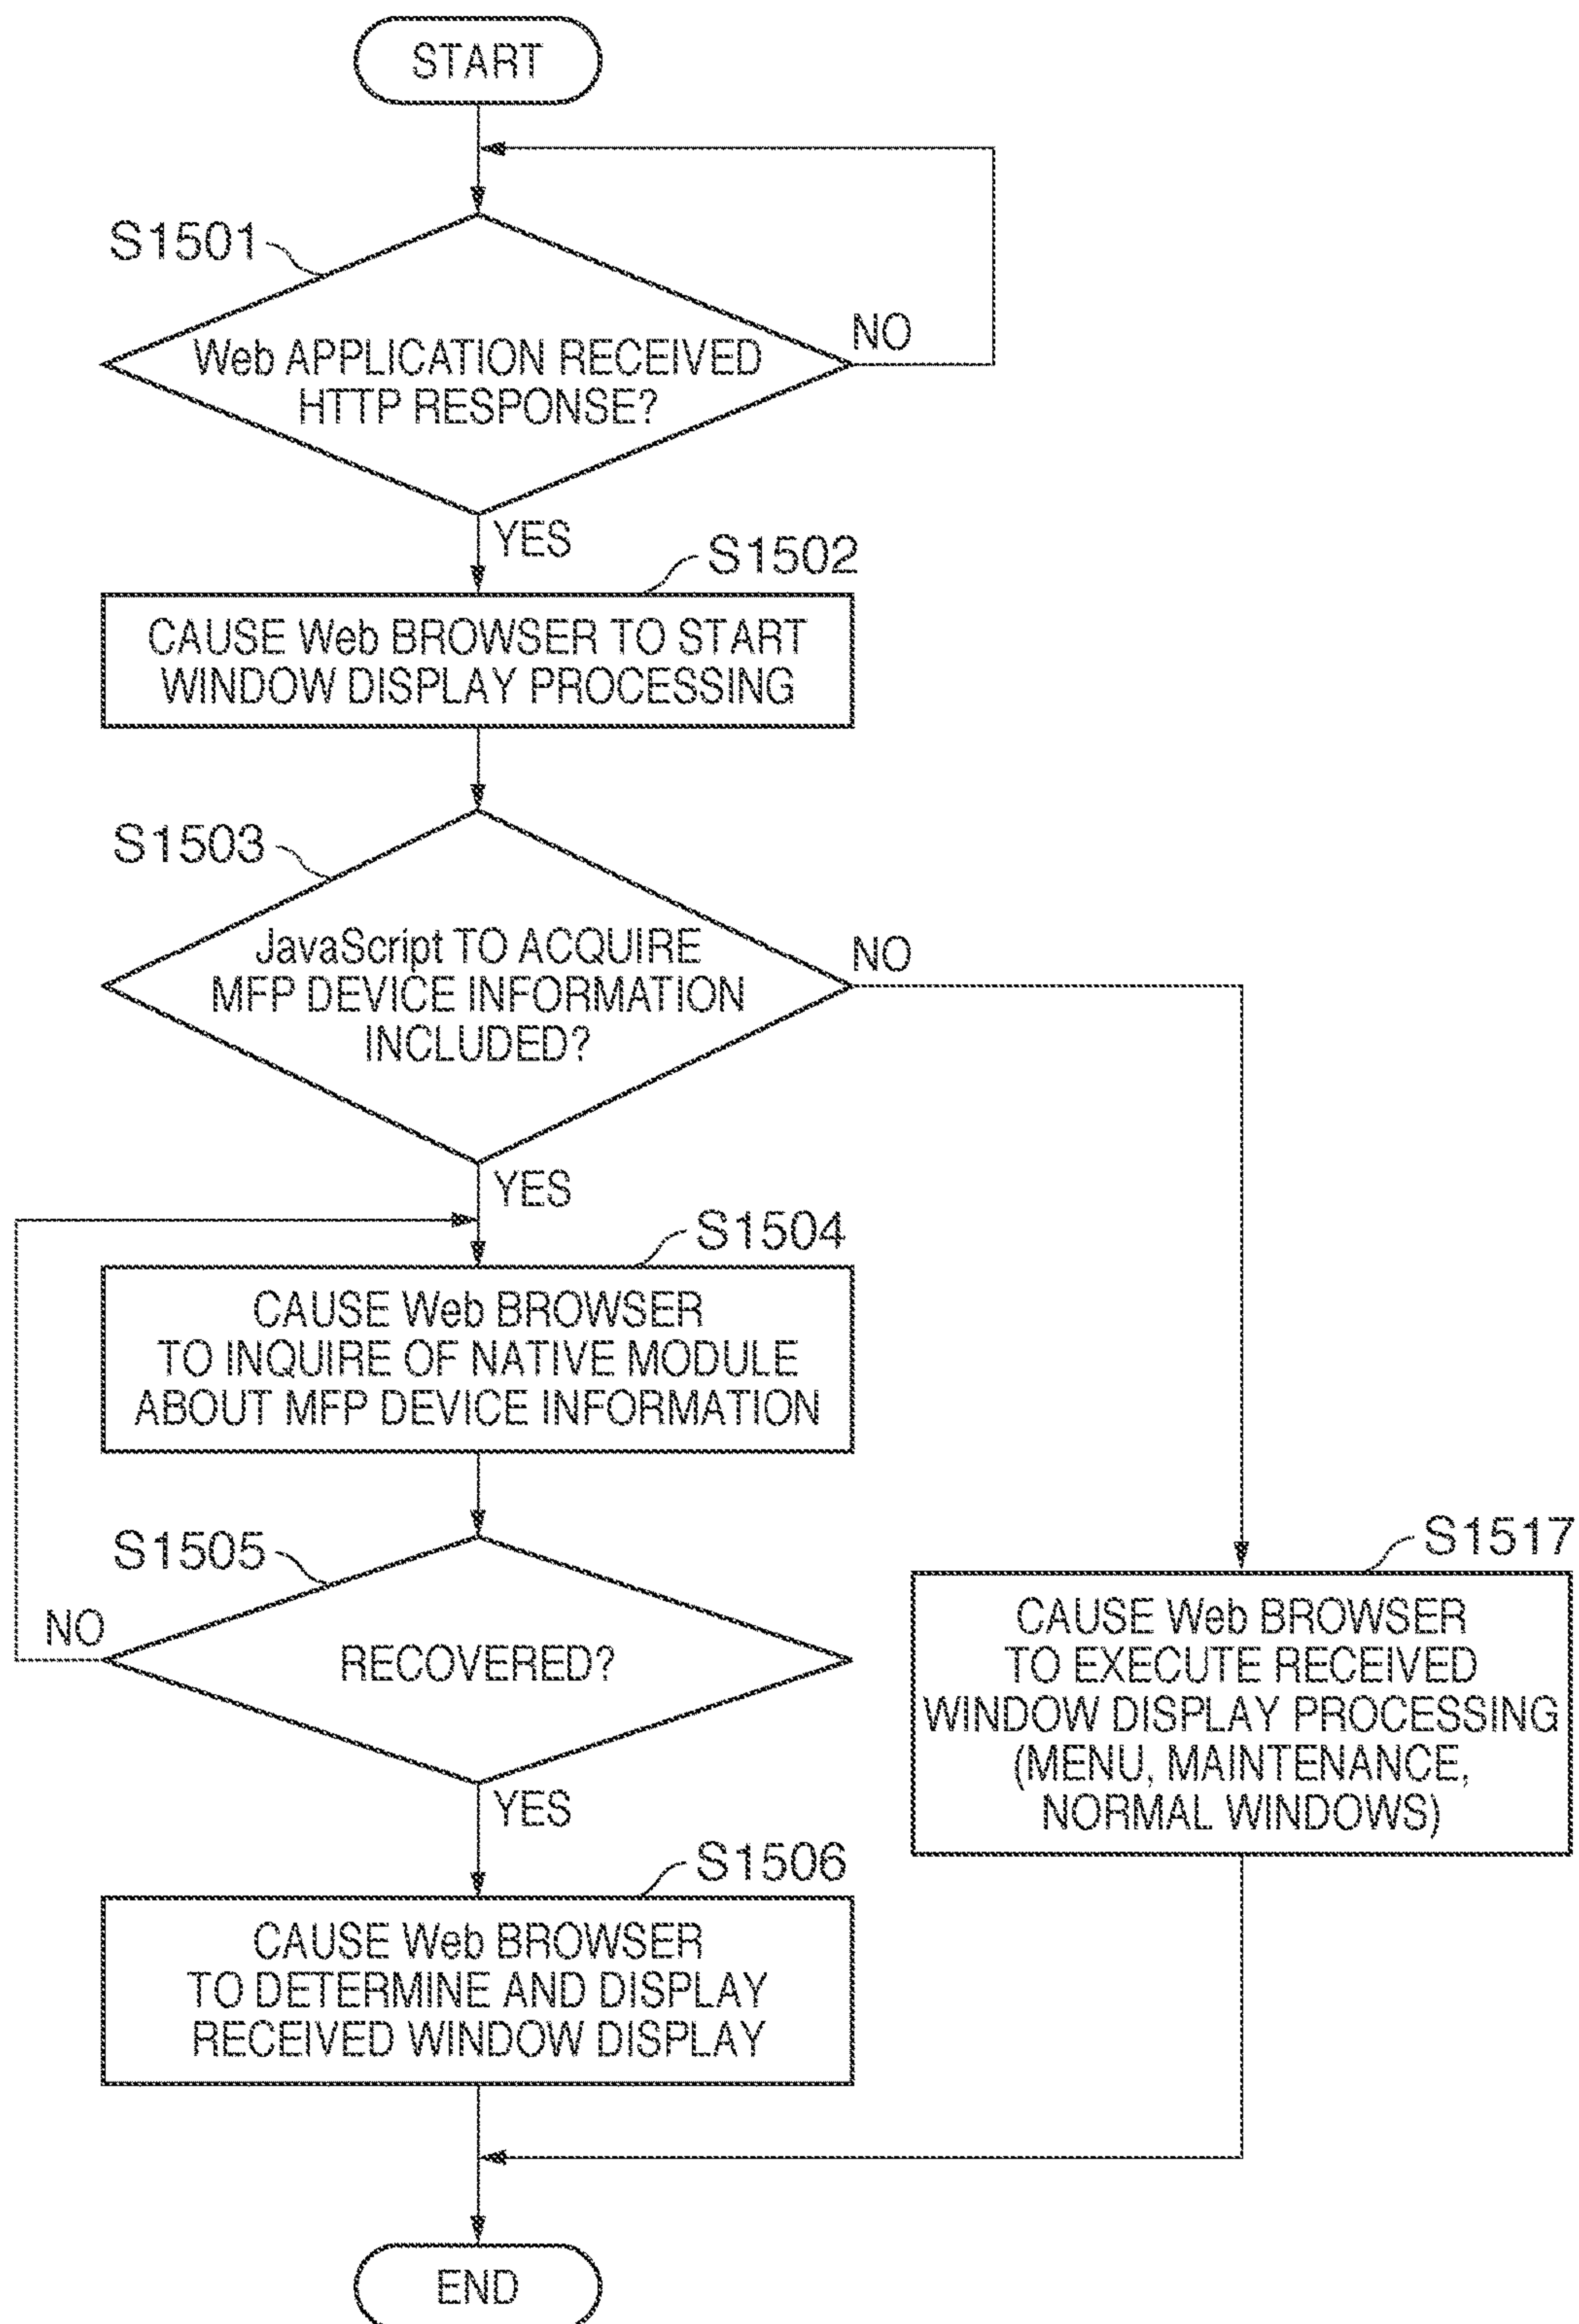 START
S1501
NO
Web APPLICATION RECEIVED
HTTP RESPONSE?
YES
S1502
CAUSE Web BROWSER TO START
WINDOW DISPLAY PROCESSING
S1503
JavaScript TO ACQUIRE
MFP DEVICE INFORMATION
INCLUDED?
NO
YES
S1504
CAUSE Web BROWSER
TO INQUIRE OF NATIVE MODULE
ABOUT MFP DEVICE INFORMATION
S1505
NO
RECOVERED?
YES
S1517
CAUSE Web BROWSER
TO EXECUTE RECEIVED
WINDOW DISPLAY PROCESSING
(MENU, MAINTENANCE,
NORMAL WINDOWS)
S1506
CAUSE Web BROWSER
TO DETERMINE AND DISPLAY
RECEIVED WINDOW DISPLAY
END